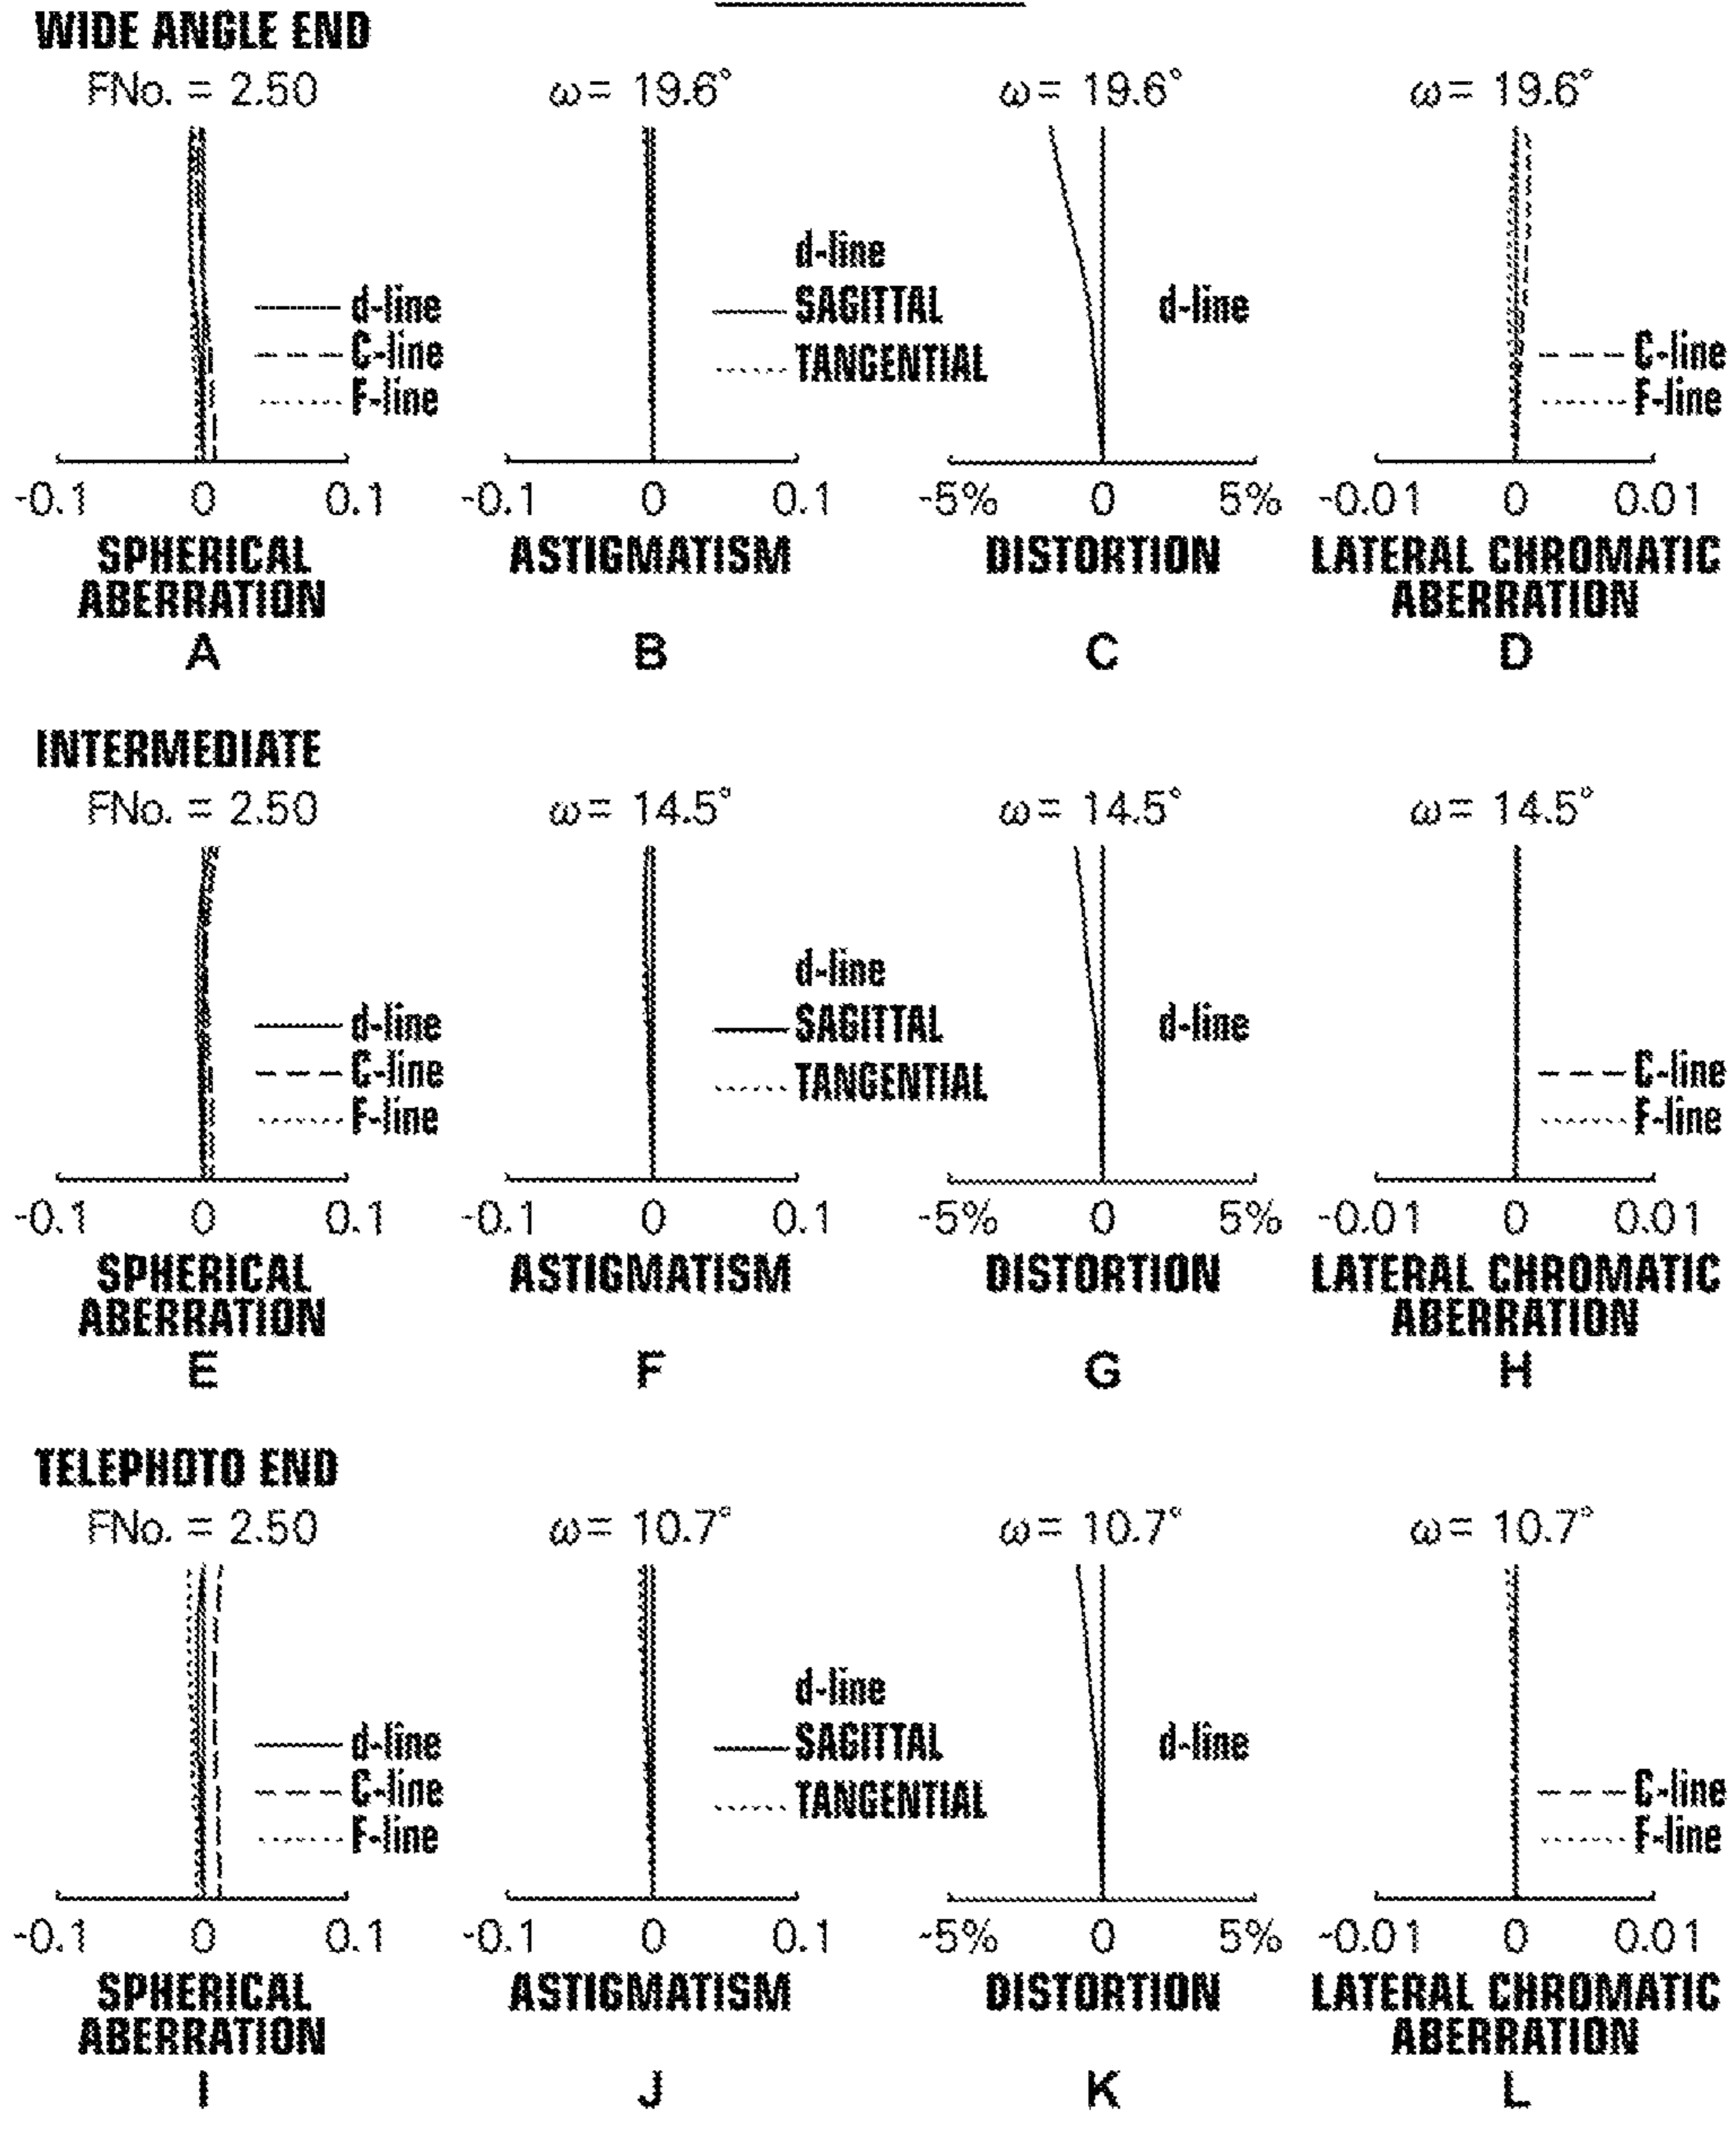 WIDE ANGLE END
FNo. = 2.50
ω= 19.6°
ω= 19.6°
ω= 19.6°
d-line
C-line
F-line
d-line
SAGITTAL
TANGENTIAL
d-line
C-line
F-line
-0.1 0 0.1
-0.1 0 0.1
-5% 0 5%
-0.01 0 0.01
SPHERICAL
ABERRATION
ASTIGMATISM
DISTORTION
LATERAL CHROMATIC
ABERRATION
A
B
C
D
INTERMEDIATE
FNo. = 2.50
ω= 14.5°
ω= 14.5°
ω= 14.5°
d-line
C-line
F-line
d-line
SAGITTAL
TANGENTIAL
d-line
C-line
F-line
-0.1 0 0.1
-0.1 0 0.1
-5% 0 5%
-0.01 0 0.01
SPHERICAL
ABERRATION
ASTIGMATISM
DISTORTION
LATERAL CHROMATIC
ABERRATION
E
F
G
H
TELEPHOTO END
FNo. = 2.50
ω= 10.7°
ω= 10.7°
ω= 10.7°
d-line
C-line
F-line
d-line
SAGITTAL
TANGENTIAL
d-line
C-line
F-line
-0.1 0 0.1
-0.1 0 0.1
-5% 0 5%
-0.01 0 0.01
SPHERICAL
ABERRATION
ASTIGMATISM
DISTORTION
LATERAL CHROMATIC
ABERRATION
I
J
K
L